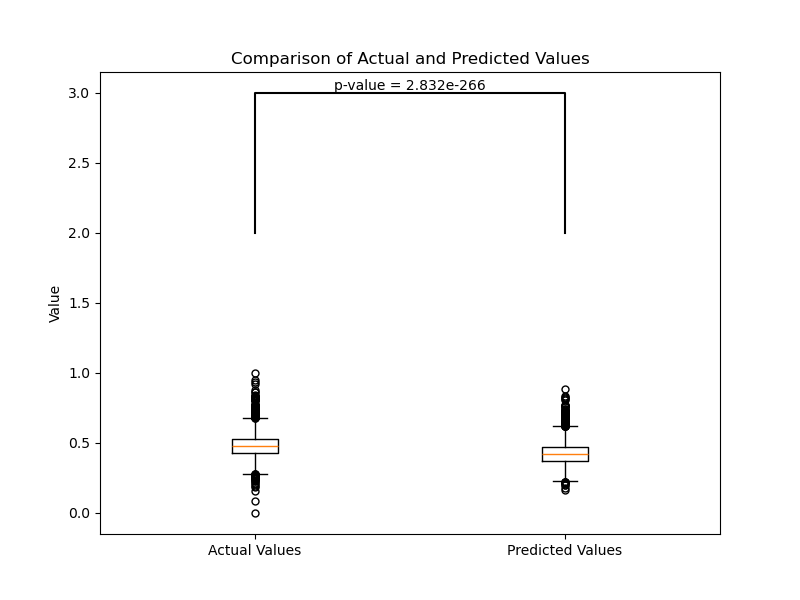 Comparison of Actual and Predicted Values
p-value = 2.832e-266
3.0
2.5
2.0
1.5
1.0
0.5
0.0
Value
Actual Values
Predicted Values